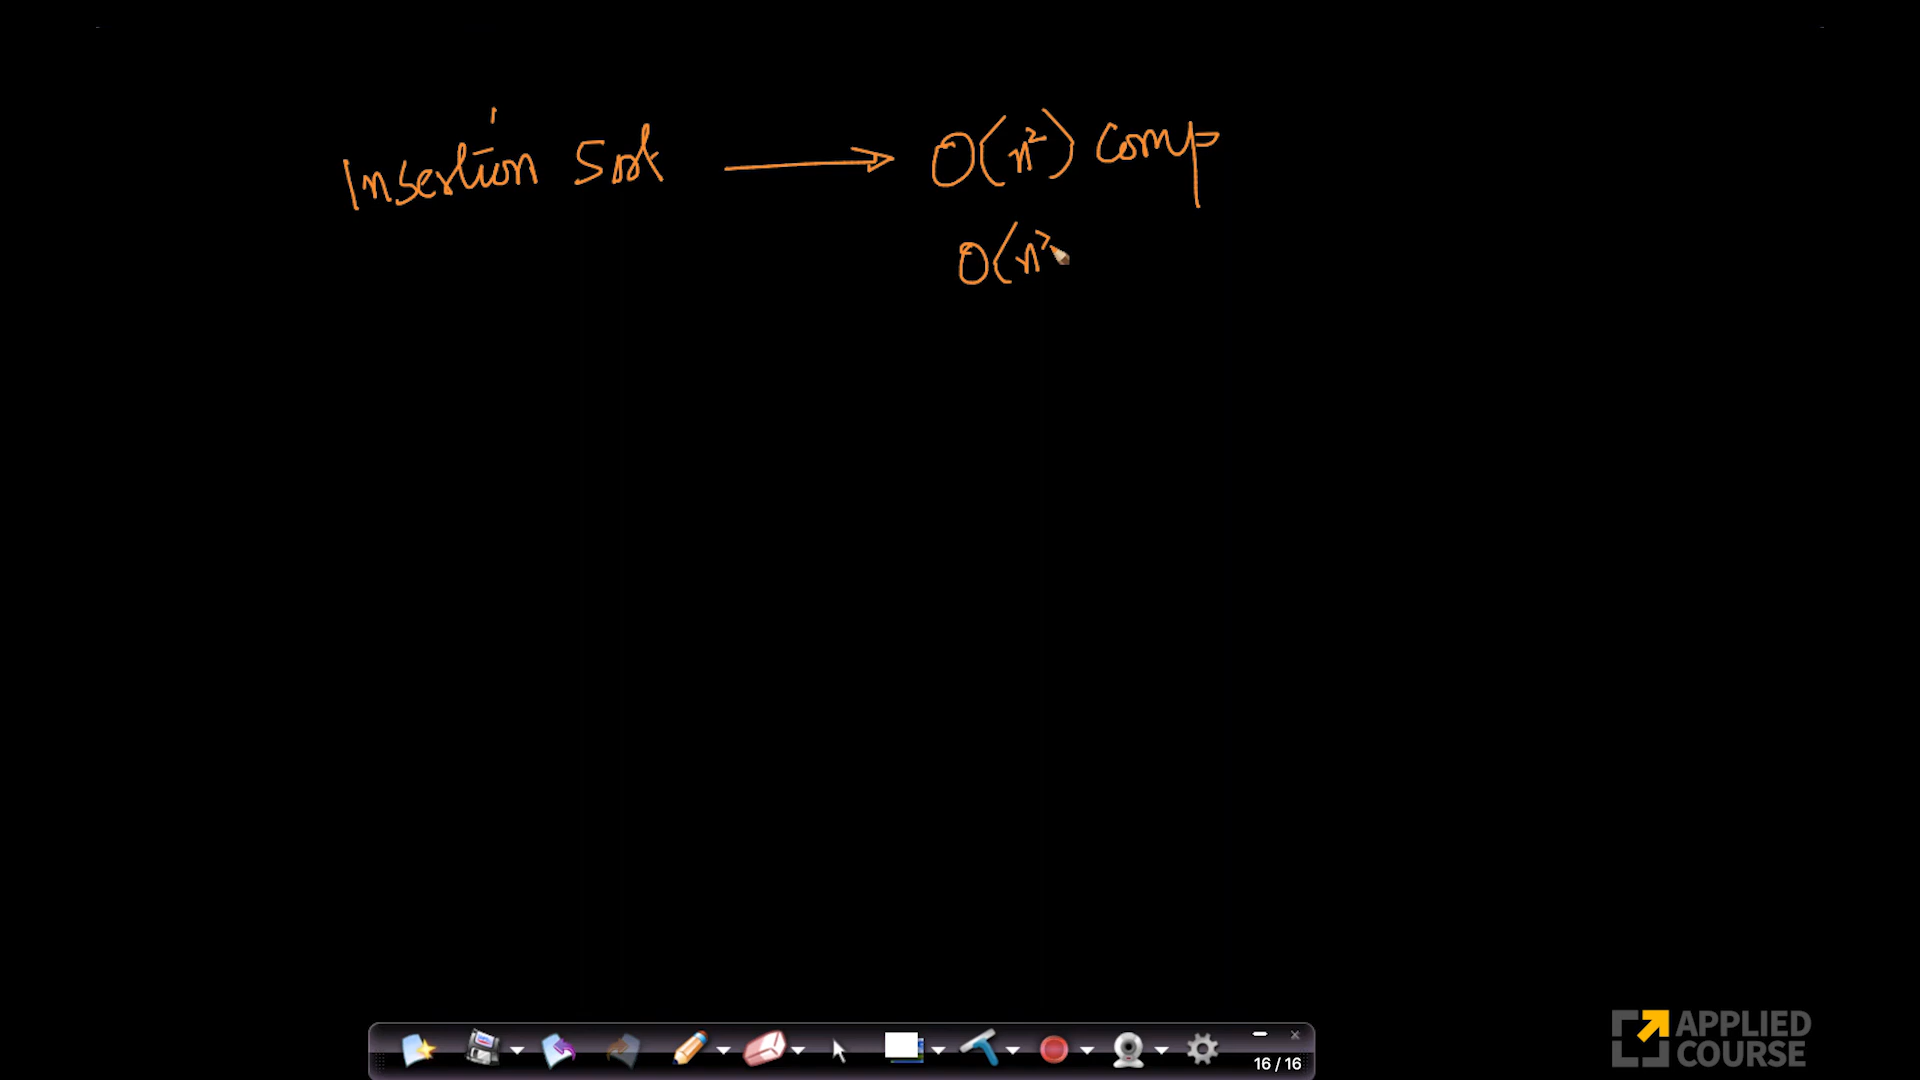 Insertion Sort → O(n²) comp
O(n²
16 / 16
APPLIED
COURSE